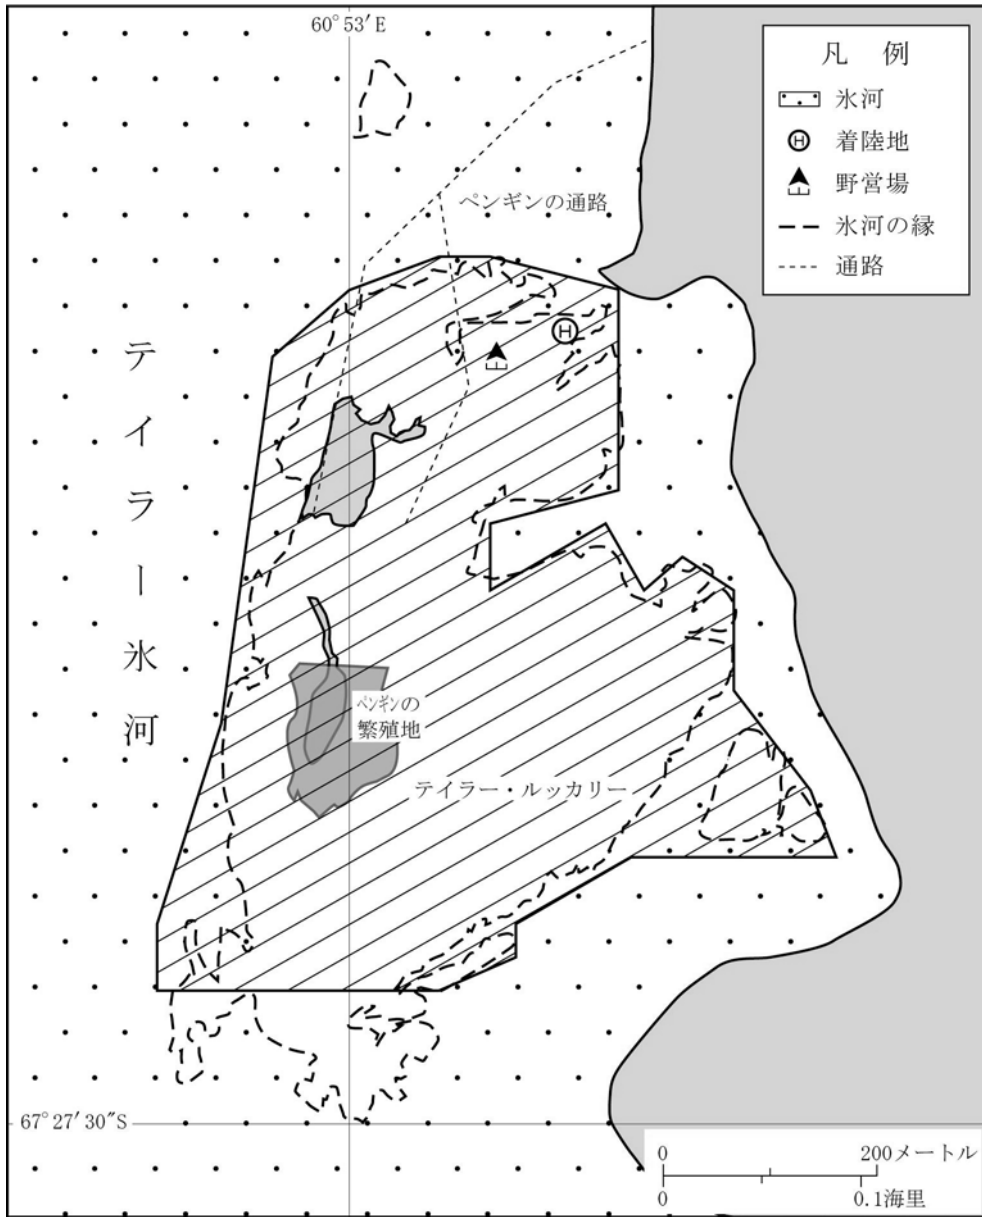 60°53′E
凡 例
氷河
Ⓗ 着陸地
野営場
氷河の縁
通路
ペンギンの通路
H
テイラー氷河
ペンギンの
繁殖地
テイラー・ルッカリー
67°27′30″S
0 200メートル
0 0.1海里